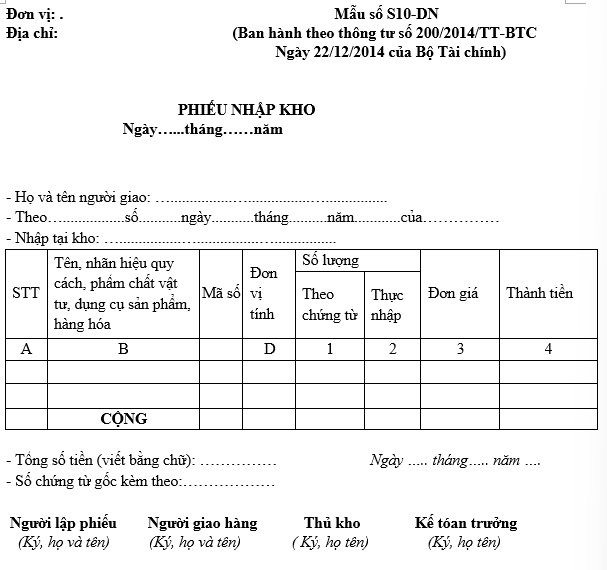 Đơn vị: .
Mẫu số S10-DN
Địa chỉ:
(Ban hành theo thông tư số 200/2014/TT-BTC
Ngày 22/12/2014 của Bộ Tài chính)
PHIẾU NHẬP KHO
Ngày…...tháng……năm
- Họ và tên người giao: …......................…................…................
- Theo…..................số...........ngày...........tháng..........năm............của……………
- Nhập tại kho: …...................…................…................
STT
Tên, nhãn hiệu quy cách, phẩm chất vật tư, dụng cụ sản phẩm, hàng hóa
Mã số
Đơn vị tính
Số lượng
Theo chứng từ
Thực nhập
Đơn giá
Thành tiền
A B D 1 2 3 4
CỘNG
- Tổng số tiền (viết bằng chữ): ……………
Ngày ..... tháng..... năm ....
- Số chứng từ gốc kèm theo:………………
Người lập phiếu Người giao hàng Thủ kho Kế tóan trưởng
(Ký, họ và tên) (Ký, họ và tên) ( Ký, họ tên) (Ký, họ tên)